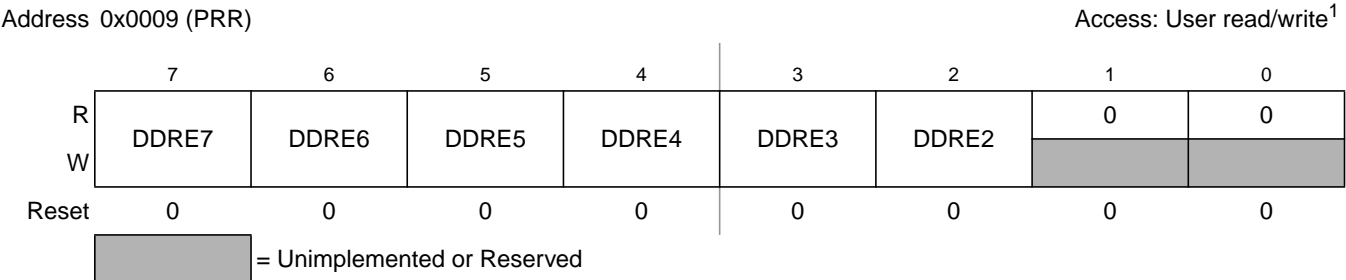 Address 0x0009 (PRR) Access: User read/write1
7 6 5 4 3 2 1 0
R DDRE7 DDRE6 DDRE5 DDRE4 DDRE3 DDRE2 0 0
W
Reset 0 0 0 0 0 0 0 0
= Unimplemented or Reserved